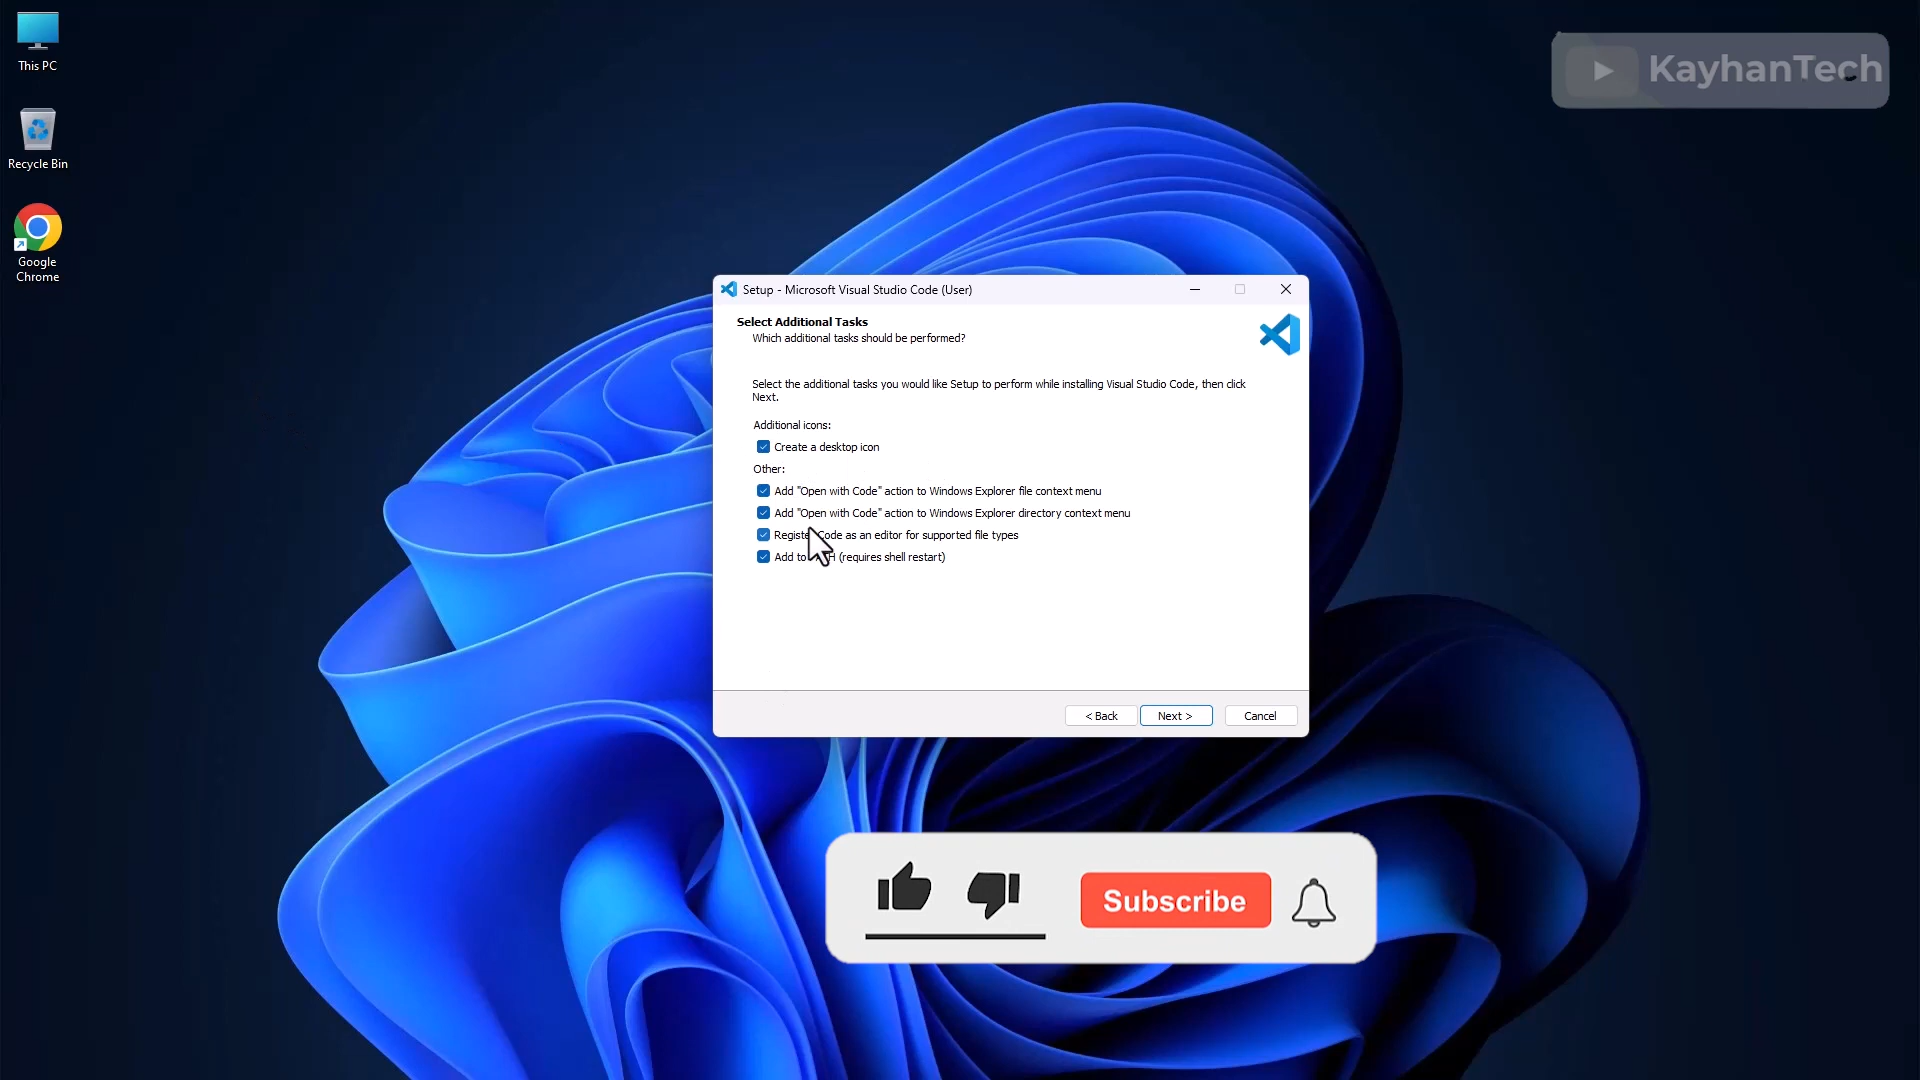 This PC
Recycle Bin
Google
Chrome
KayhanTech
Setup - Microsoft Visual Studio Code (User)
Select Additional Tasks
Which additional tasks should be performed?
Select the additional tasks you would like Setup to perform while installing Visual Studio Code, then click
Next.
Additional icons:
Create a desktop icon
Other:
Add "Open with Code" action to Windows Explorer file context menu
Add "Open with Code" action to Windows Explorer directory context menu
Code as an editor for supported file types
Add to (requires shell restart)
< Back
Next >
Cancel
Subscribe